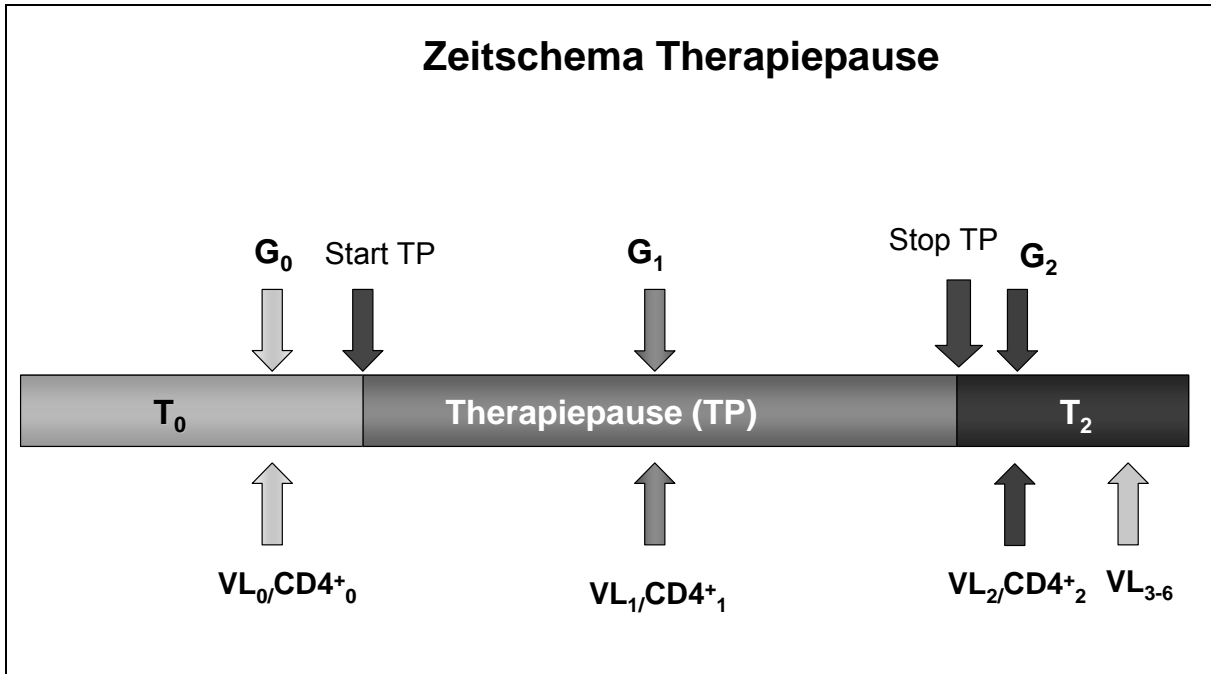 Zeitschema Therapiepause
G₀ Start TP G₁ Stop TP G₂
T₀ Therapiepause (TP) T₂
VL₀/CD4⁺₀ VL₁/CD4⁺₁ VL₂/CD4⁺₂ VL₃₋₆